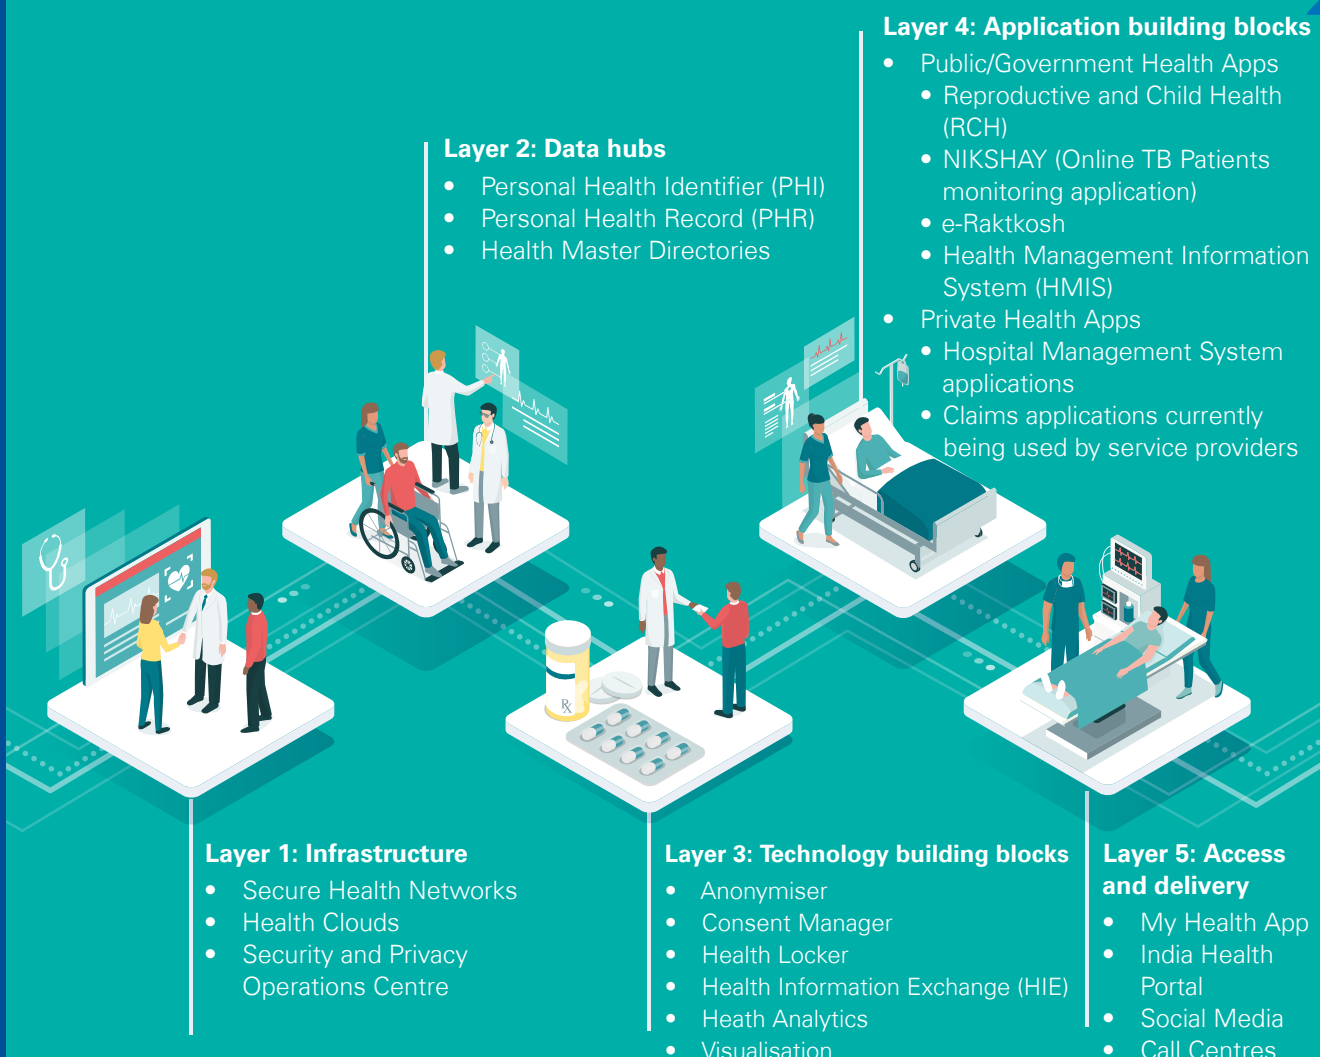 Layer 4: Application building blocks
• Public/Government Health Apps
• Reproductive and Child Health
(RCH)
• NIKSHAY (Online TB Patients
monitoring application)
• e-Raktkosh
• Health Management Information
System (HMIS)
• Private Health Apps
• Hospital Management System
applications
• Claims applications currently
being used by service providers
Layer 2: Data hubs
• Personal Health Identifier (PHI)
• Personal Health Record (PHR)
• Health Master Directories
Rx
Layer 1: Infrastructure
• Secure Health Networks
• Health Clouds
• Security and Privacy
Operations Centre
Layer 3: Technology building blocks
• Anonymiser
• Consent Manager
• Health Locker
• Health Information Exchange (HIE)
• Heath Analytics
• Visualisation
Layer 5: Access
and delivery
• My Health App
• India Health
Portal
• Social Media
• Call Centres